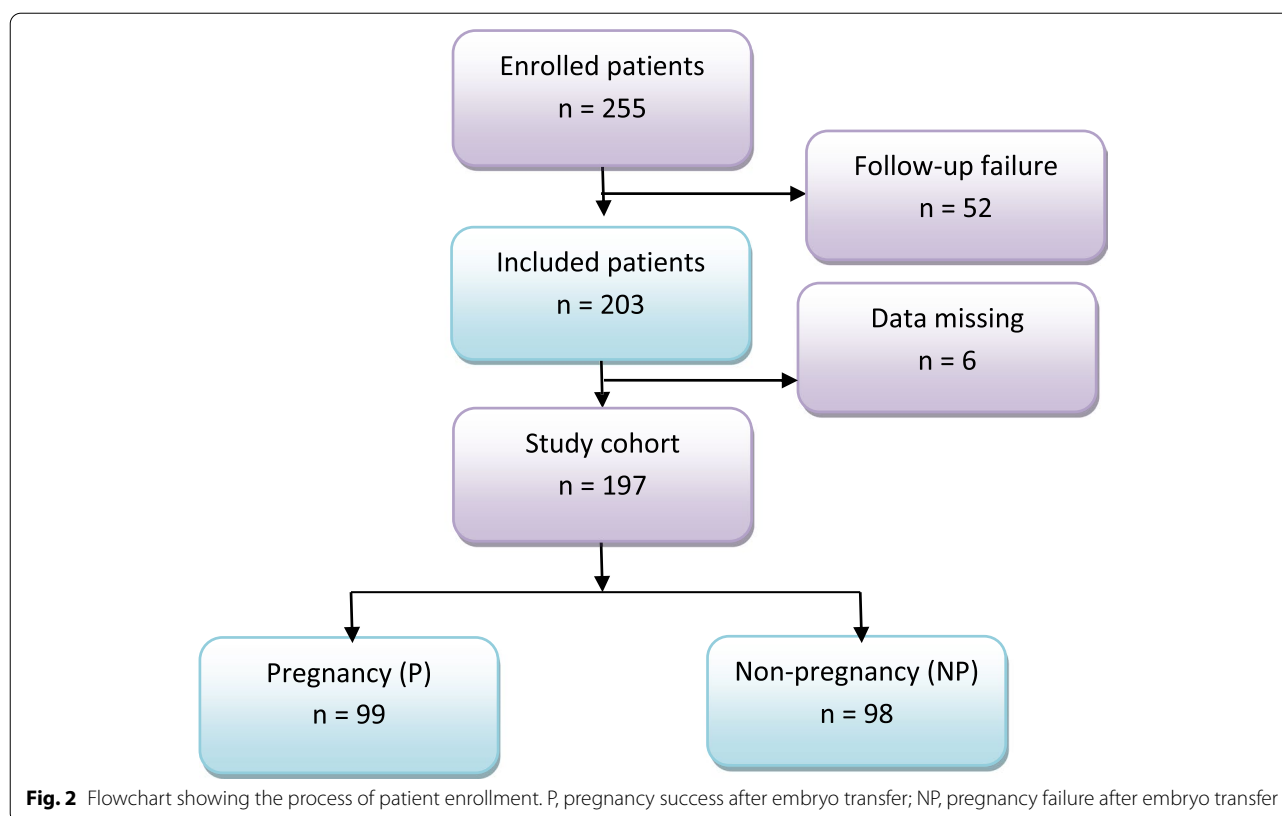 Enrolled patients
n = 255
Follow-up failure
n = 52
Included patients
n = 203
Data missing
n = 6
Study cohort
n = 197
Pregnancy (P)
n = 99
Non-pregnancy (NP)
n = 98
Fig. 2 Flowchart showing the process of patient enrollment. P, pregnancy success after embryo transfer; NP, pregnancy failure after embryo transfer